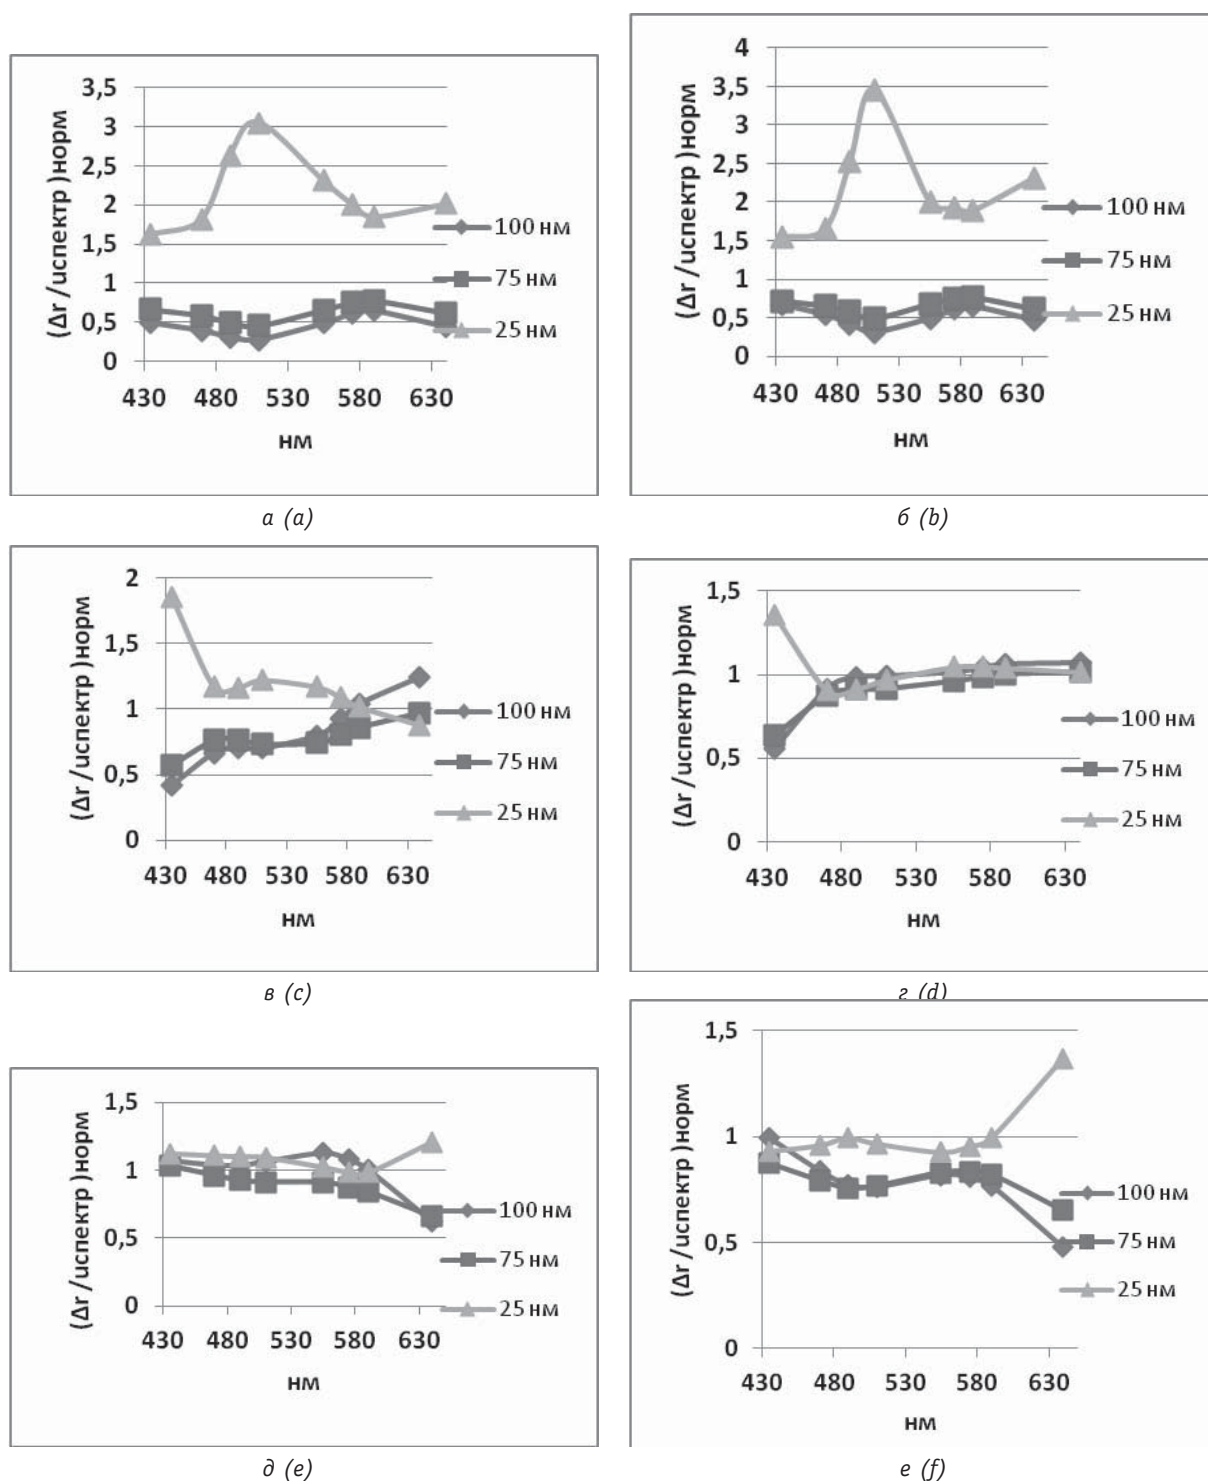 (Δr /испектр )норм
3,5
3
2,5
2
1,5
1
0,5
0
430 480 530 580 630
нм
100 нм
75 нм
25 нм
а (a)
(Δr /испектр )норм
4
3,5
3
2,5
2
1,5
1
0,5
0
430 480 530 580 630
нм
100 нм
75 нм
25 нм
б (b)
(Δr /испектр )норм
2
1,5
1
0,5
0
430 480 530 580 630
нм
100 нм
75 нм
25 нм
в (c)
(Δr /испектр )норм
1,5
1
0,5
0
430 480 530 580 630
нм
100 нм
75 нм
25 нм
г (d)
(Δr /испектр )норм
1,5
1
0,5
0
430 480 530 580 630
нм
100 нм
75 нм
25 нм
д (e)
(Δr /испектр )норм
1,5
1
0,5
0
430 480 530 580 630
нм
100 нм
75 нм
25 нм
е (f)